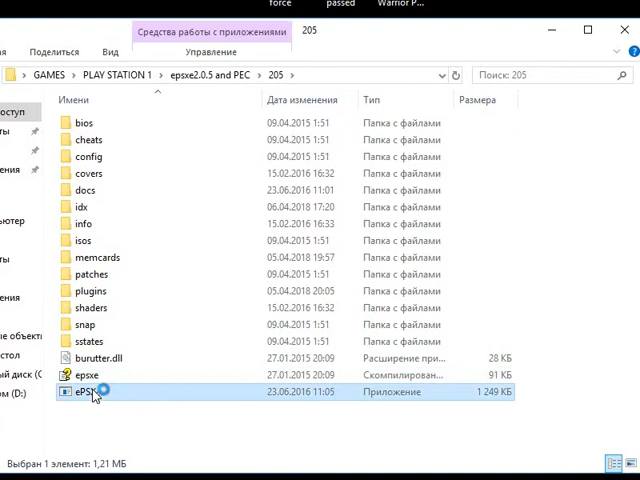 force passed Warrior P...
Средства работы с приложениями 205
Поделиться Вид Управление
GAMES PLAY STATION 1 epsxe2.0.5 and PEC 205 Поиск: 205
Имени Дата изменения Тип Размера
bios 09.04.2015 1:51 Папка с файлами
cheats 09.04.2015 1:51 Папка с файлами
config 09.04.2015 1:51 Папка с файлами
covers 15.02.2016 16:32 Папка с файлами
docs 23.06.2016 11:01 Папка с файлами
idx 06.04.2018 17:20 Папка с файлами
info 15.02.2016 16:33 Папка с файлами
isos 09.04.2015 1:51 Папка с файлами
memcards 05.04.2018 19:57 Папка с файлами
patches 09.04.2015 1:51 Папка с файлами
plugins 05.04.2018 20:05 Папка с файлами
shaders 15.02.2016 16:32 Папка с файлами
snap 09.04.2015 1:51 Папка с файлами
sstates 09.04.2015 1:51 Папка с файлами
burutter.dll 27.01.2015 20:09 Расширение при... 28 КБ
epsxe 27.01.2015 20:09 Скомпилирован... 91 КБ
ePSX 23.06.2016 11:05 Приложение 1 249 КБ
Выбран 1 элемент: 1,21 МБ